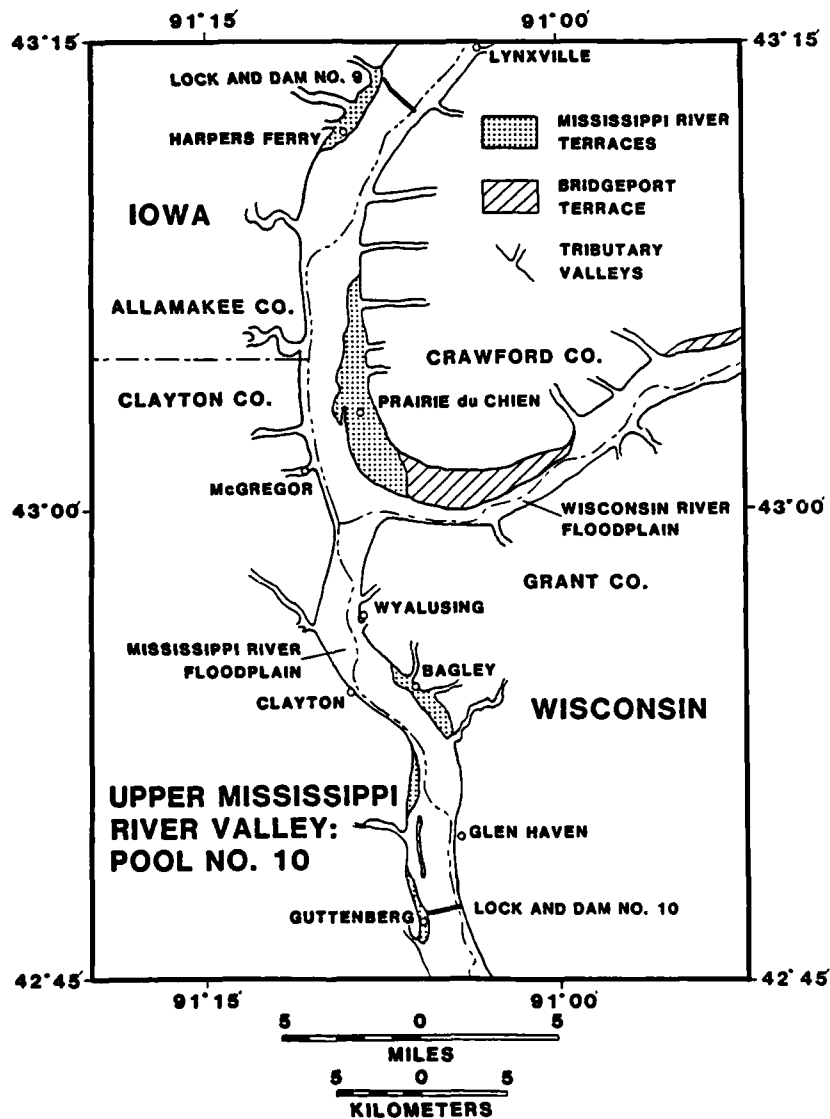 91°15′
91°00′
43°15′
43°15′
LYNXVILLE
LOCK AND DAM NO. 9
HARPERS FERRY
MISSISSIPPI RIVER
TERRACES
BRIDGEPORT
TERRACE
TRIBUTARY
VALLEYS
IOWA
ALLAMAKEE CO.
CRAWFORD CO.
CLAYTON CO.
PRAIRIE du CHIEN
McGREGOR
43°00′
43°00′
WISCONSIN RIVER
FLOODPLAIN
GRANT CO.
WYALUSING
MISSISSIPPI RIVER
FLOODPLAIN
BAGLEY
CLAYTON
WISCONSIN
UPPER MISSISSIPPI
RIVER VALLEY:
POOL NO. 10
GLEN HAVEN
GUTTENBERG
LOCK AND DAM NO. 10
42°45′
42°45′
91°15′
91°00′
5 0 5
MILES
5 0 5
KILOMETERS